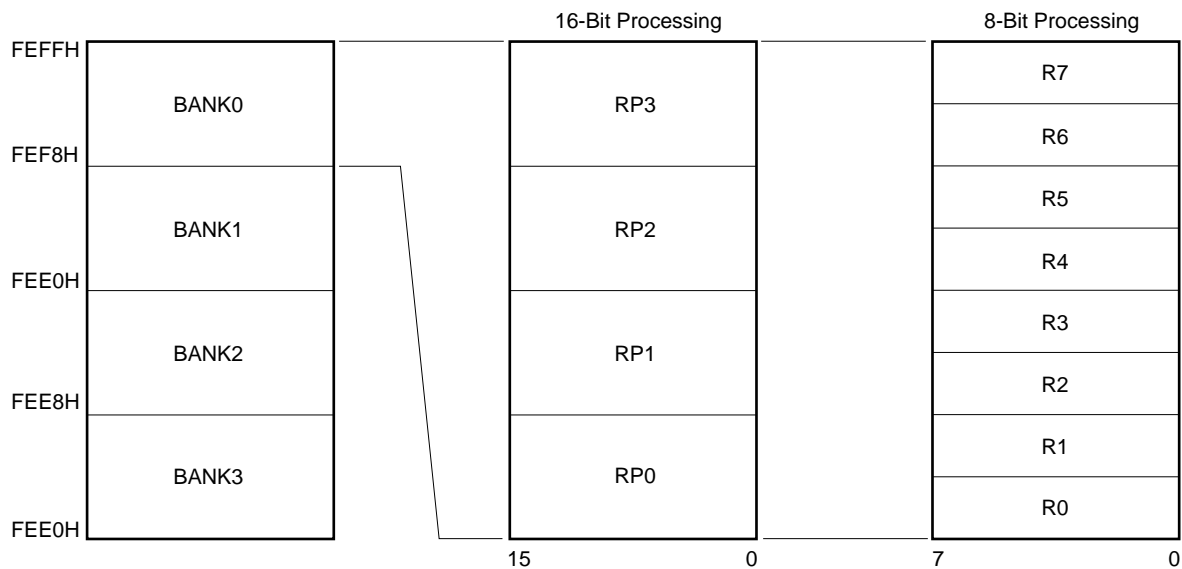 16-Bit Processing
8-Bit Processing
FEFFH
BANK0
RP3
R7
R6
FEF8H
BANK1
RP2
R5
R4
FEE0H
BANK2
RP1
R3
R2
FEE8H
BANK3
RP0
R1
R0
FEE0H
15 0
7 0